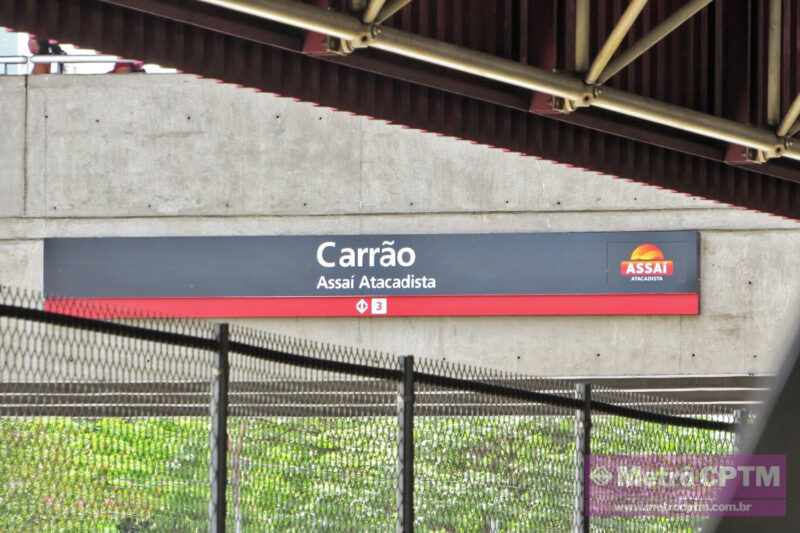 Carrão
Assaí Atacadista
3
ASSAÍ
ATACADISTA
Metrô CPTM
www.metrocptm.com.br